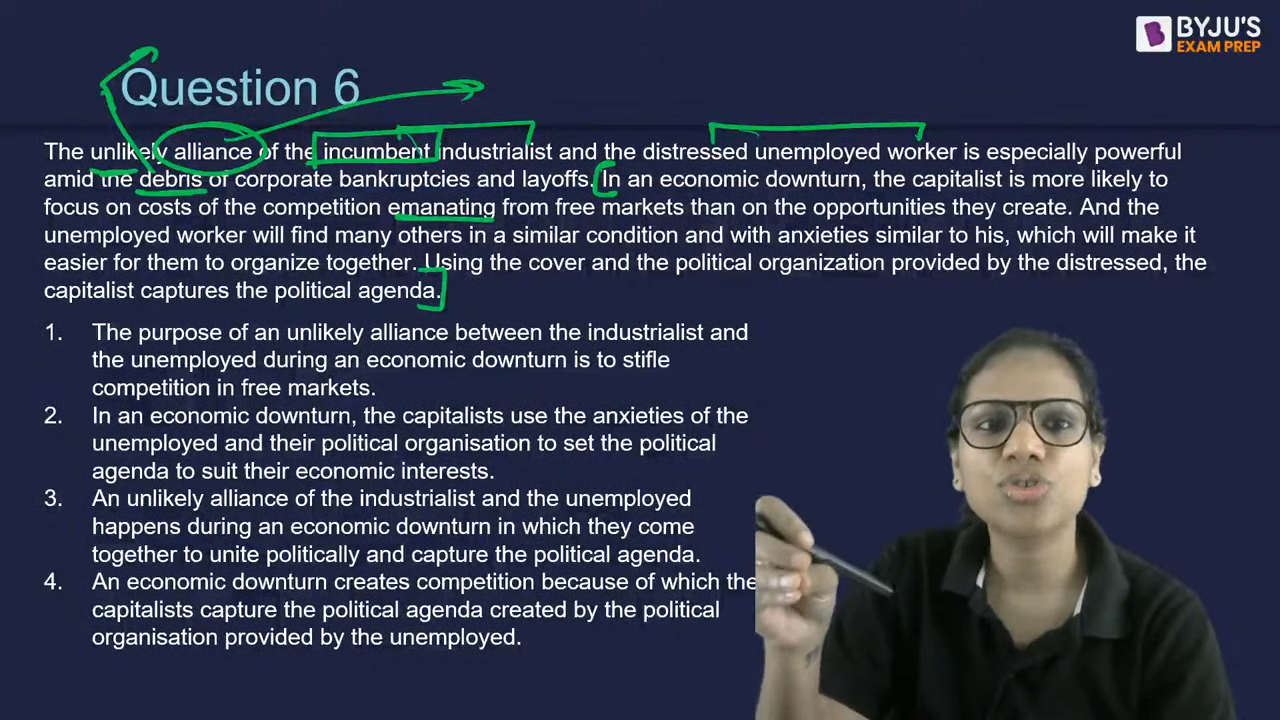 BYJU'S
EXAM PREP
Question 6
The unlikely alliance of the incumbent industrialist and the distressed unemployed worker is especially powerful
amid the debris of corporate bankruptcies and layoffs. In an economic downturn, the capitalist is more likely to
focus on costs of the competition emanating from free markets than on the opportunities they create. And the
unemployed worker will find many others in a similar condition and with anxieties similar to his, which will make it
easier for them to organize together. Using the cover and the political organization provided by the distressed, the
capitalist captures the political agenda.
1. The purpose of an unlikely alliance between the industrialist and
the unemployed during an economic downturn is to stifle
competition in free markets.
2. In an economic downturn, the capitalists use the anxieties of the
unemployed and their political organisation to set the political
agenda to suit their economic interests.
3. An unlikely alliance of the industrialist and the unemployed
happens during an economic downturn in which they come
together to unite politically and capture the political agenda.
4. An economic downturn creates competition because of which the
capitalists capture the political agenda created by the political
organisation provided by the unemployed.